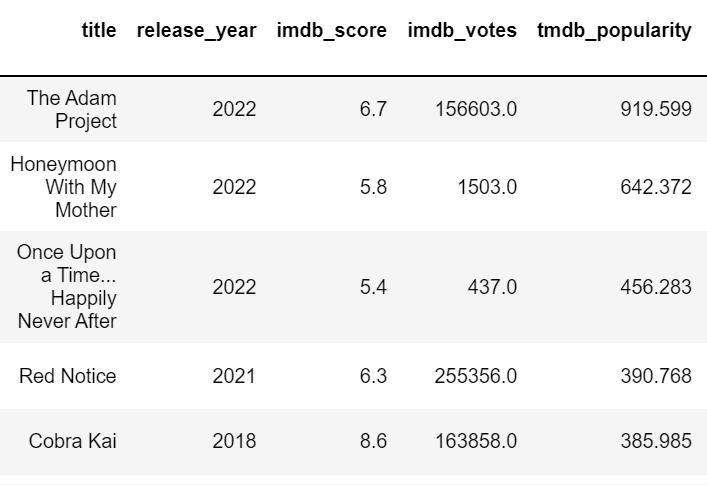 title release_year imdb_score imdb_votes tmdb_popularity
The Adam
Project 2022 6.7 156603.0 919.599
Honeymoon
With My
Mother 2022 5.8 1503.0 642.372
Once Upon
a Time...
Happily
Never After 2022 5.4 437.0 456.283
Red Notice 2021 6.3 255356.0 390.768
Cobra Kai 2018 8.6 163858.0 385.985